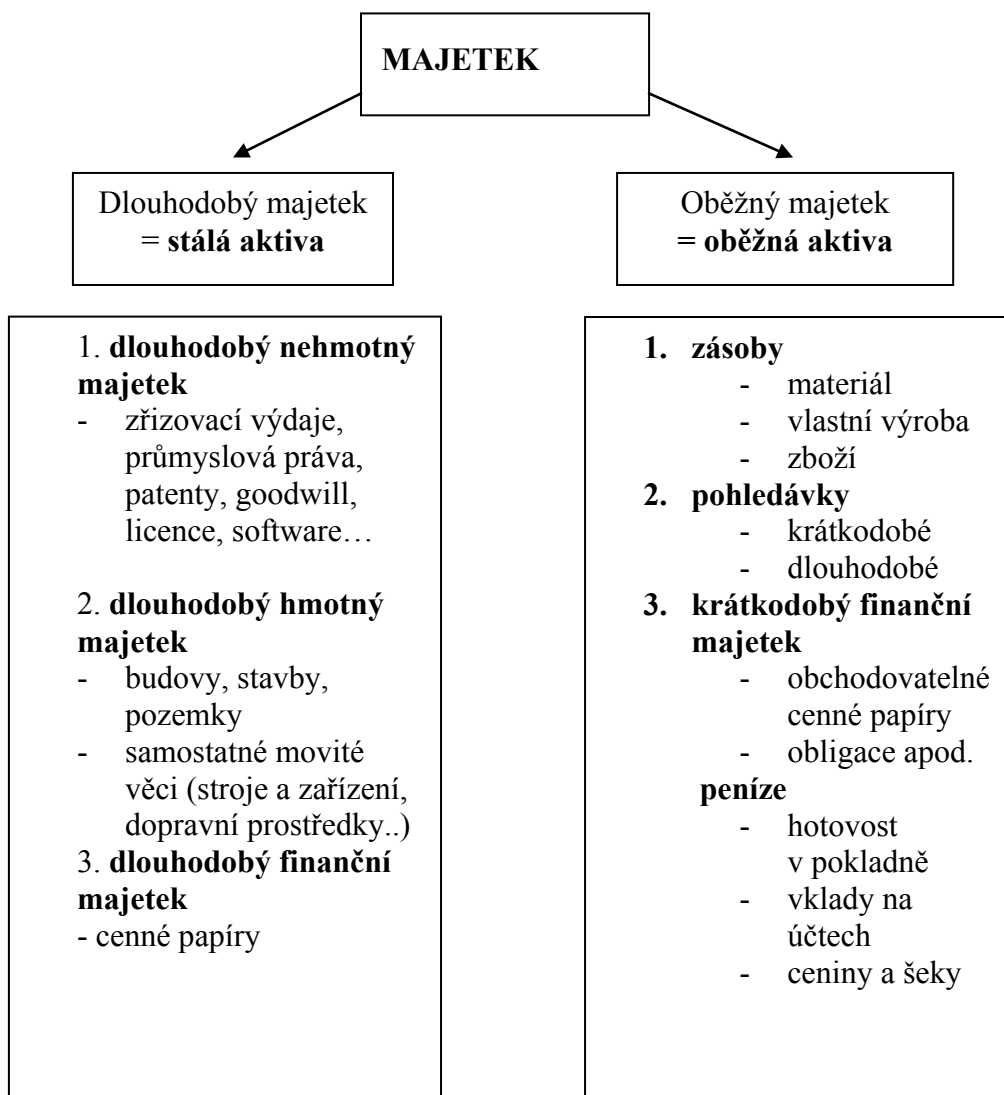 MAJETEK
Dlouhodobý majetek
= stálá aktiva
Oběžný majetek
= oběžná aktiva
1. dlouhodobý nehmotný
majetek
- zřizovací výdaje,
průmyslová práva,
patenty, goodwill,
licence, software…
2. dlouhodobý hmotný
majetek
- budovy, stavby,
pozemky
- samostatné movité
věci (stroje a zařízení,
dopravní prostředky..)
3. dlouhodobý finanční
majetek
- cenné papíry
1. zásoby
- materiál
- vlastní výroba
- zboží
2. pohledávky
- krátkodobé
- dlouhodobé
3. krátkodobý finanční
majetek
- obchodovatelné
cenné papíry
- obligace apod.
peníze
- hotovost
v pokladně
- vklady na
účtech
- ceniny a šeky